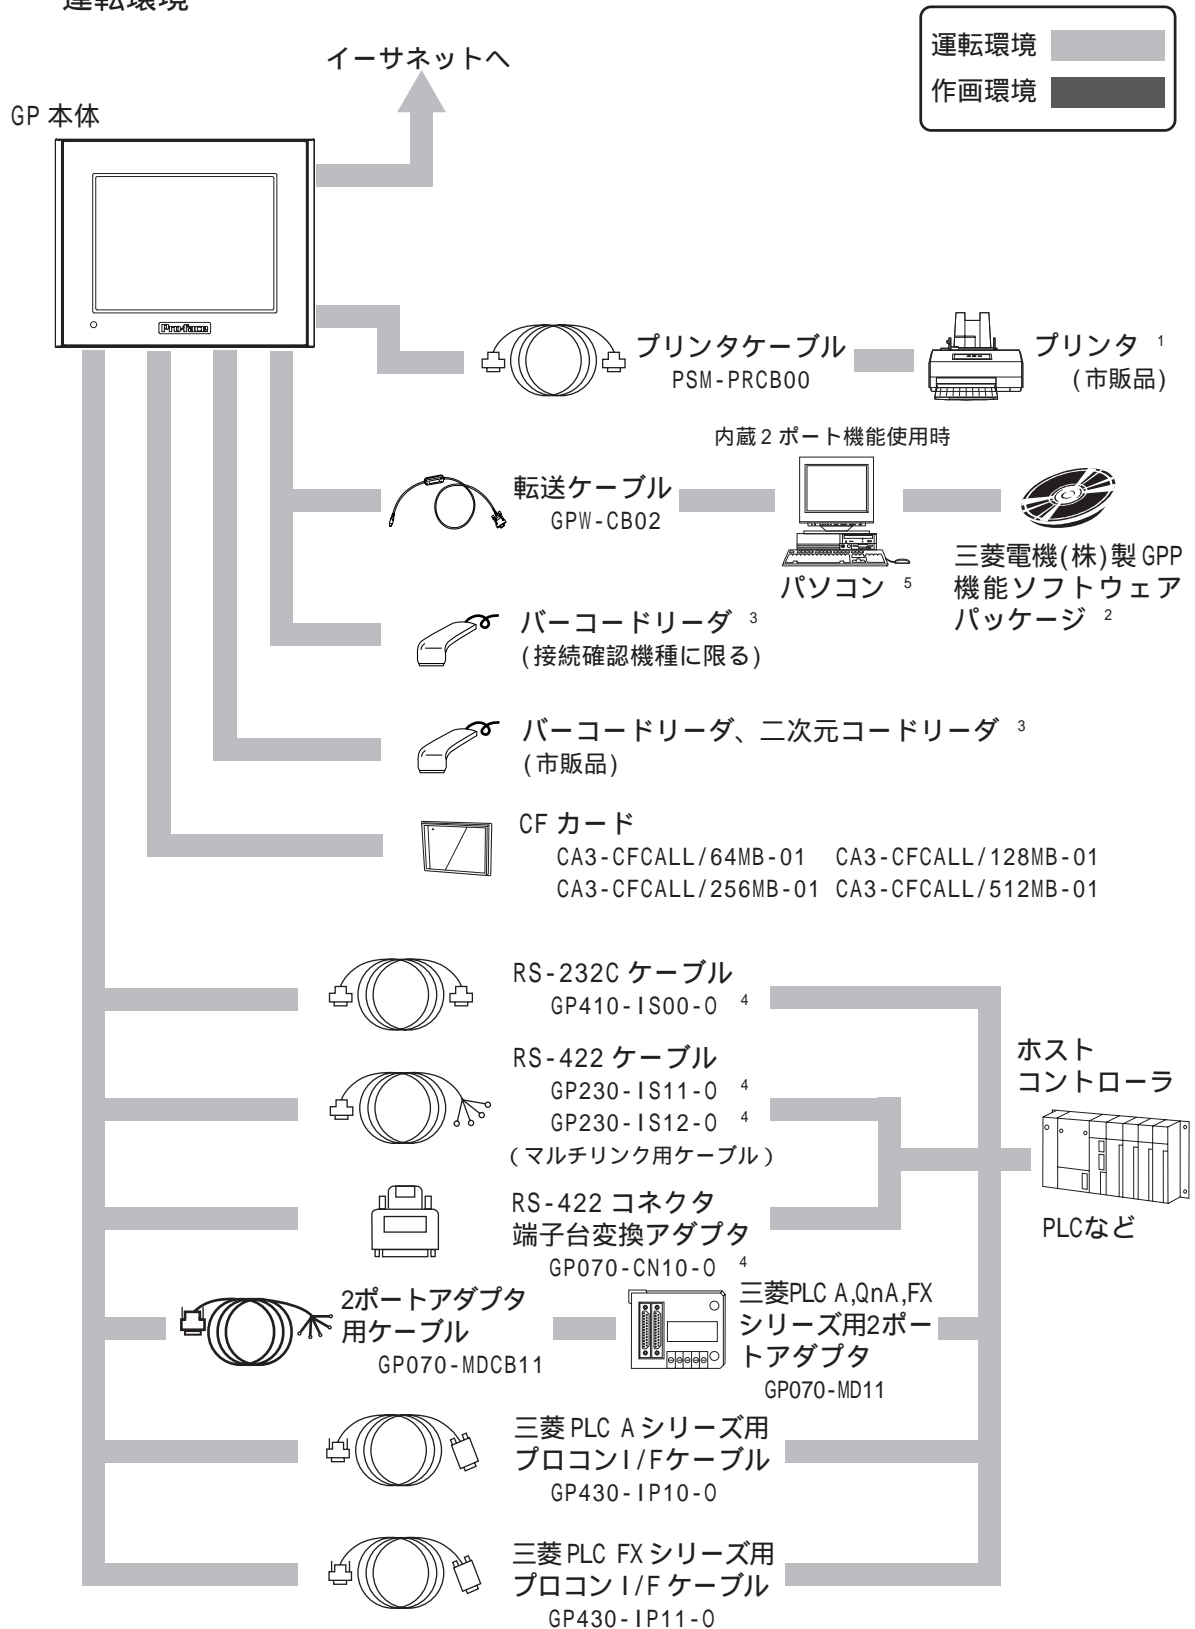 運転環境
運転環境
作画環境
イーサネットへ
GP 本体
Pro-face
プリンタケーブル
PSM-PRCB00
プリンタ 1
(市販品)
内蔵2ポート機能使用時
転送ケーブル
GPW-CB02
パソコン 5
三菱電機(株)製 GPP
機能ソフトウェア
パッケージ 2
バーコードリーダ 3
(接続確認機種に限る)
バーコードリーダ、二次元コードリーダ 3
(市販品)
CF カード
CA3-CFCALL/64MB-01 CA3-CFCALL/128MB-01
CA3-CFCALL/256MB-01 CA3-CFCALL/512MB-01
RS-232C ケーブル
GP410-IS00-O 4
RS-422 ケーブル
GP230-IS11-O 4
GP230-IS12-O 4
(マルチリンク用ケーブル)
RS-422 コネクタ
端子台変換アダプタ
GP070-CN10-O 4
ホスト
コントローラ
PLCなど
2ポートアダプタ
用ケーブル
GP070-MDCB11
三菱PLC A,QnA,FX
シリーズ用2ポー
トアダプタ
GP070-MD11
三菱 PLC A シリーズ用
プロコンI/Fケーブル
GP430-IP10-O
三菱 PLC FX シリーズ用
プロコン I/F ケーブル
GP430-IP11-O